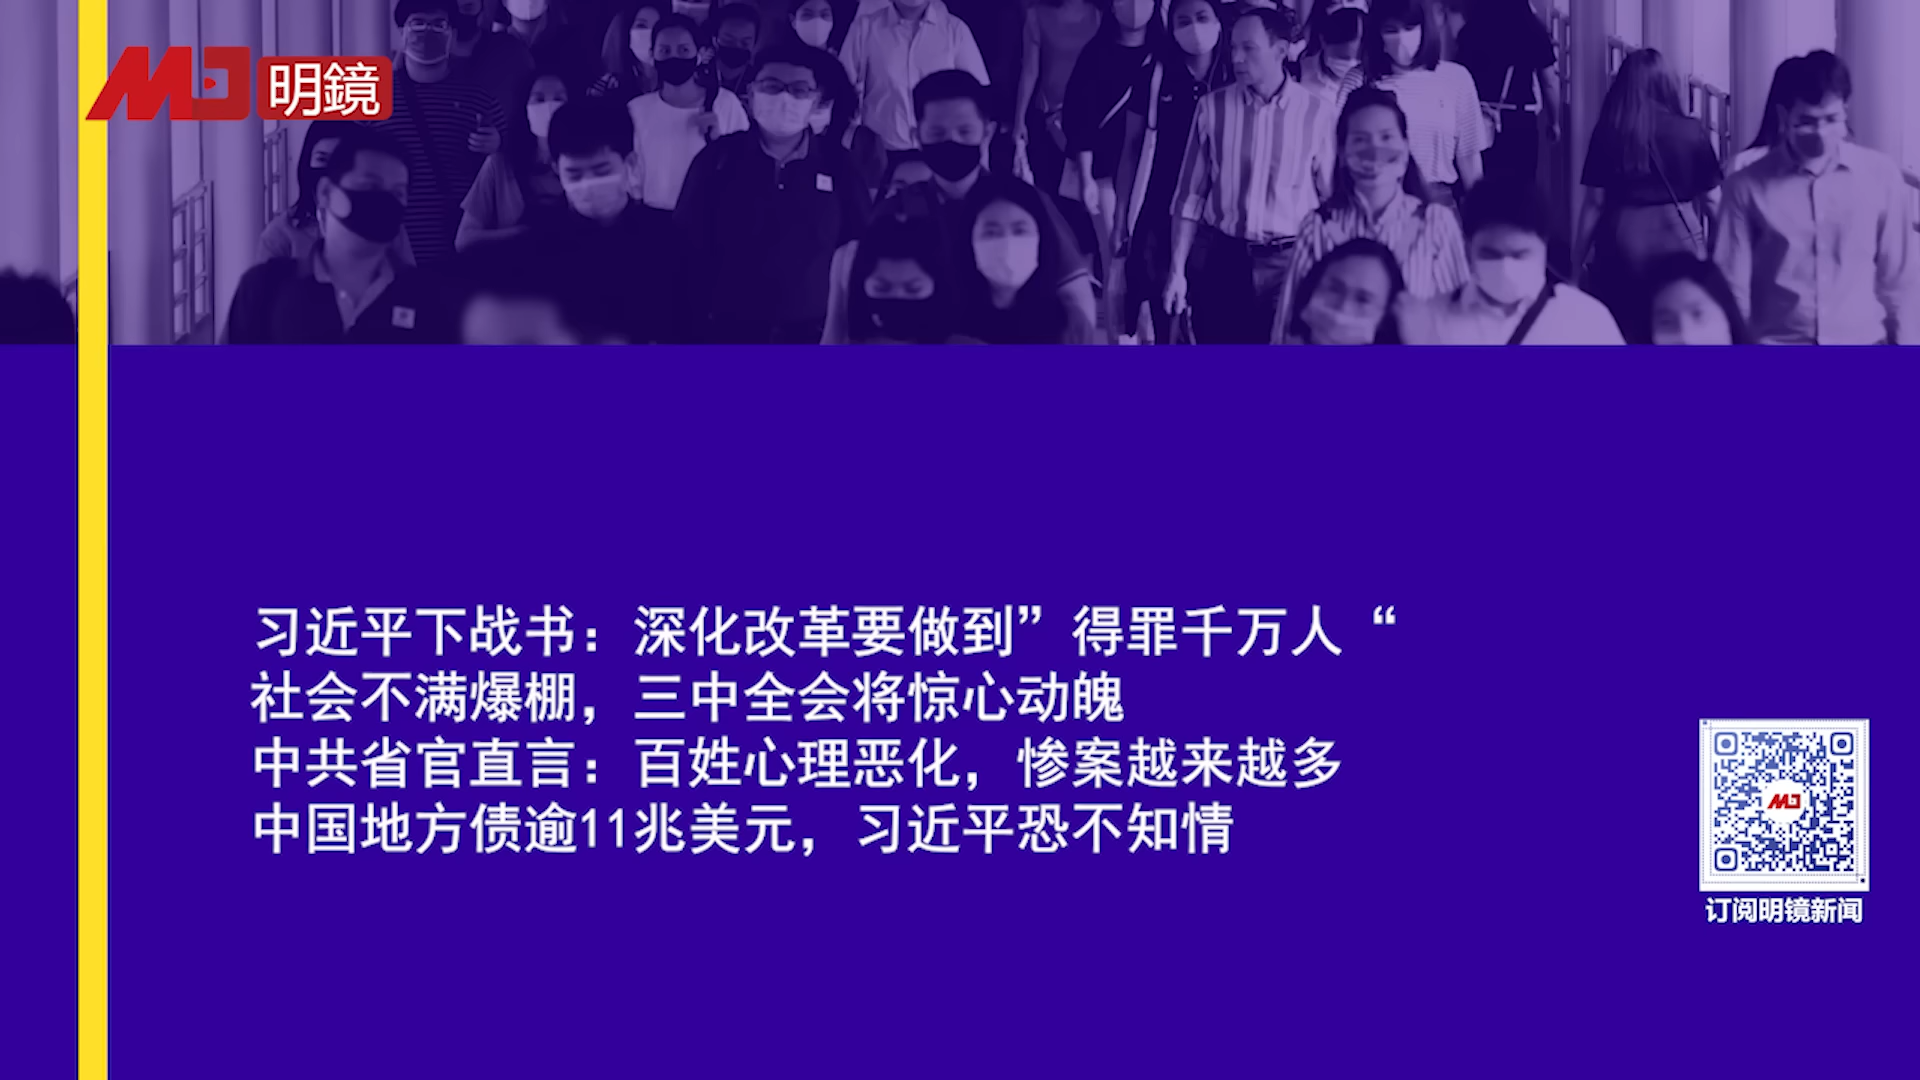 明鏡
习近平下战书：深化改革要做到”得罪千万人“
社会不满爆棚，三中全会将惊心动魄
中共省官直言：百姓心理恶化，惨案越来越多
中国地方债逾11兆美元，习近平恐不知情
订阅明镜新闻